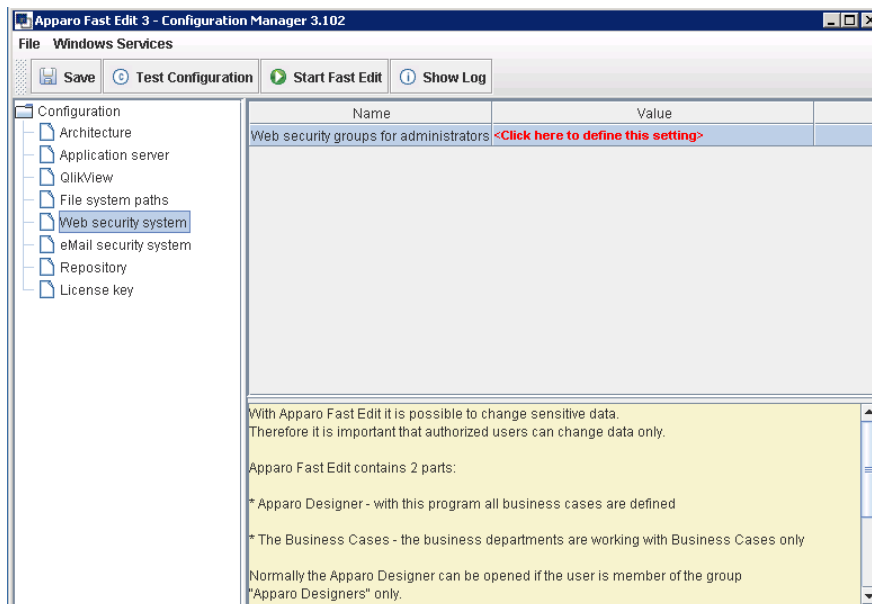 Apparo Fast Edit 3 - Configuration Manager 3.102
File Windows Services
Save Test Configuration Start Fast Edit Show Log
Configuration
Architecture
Application server
QlikView
File system paths
Web security system
eMail security system
Repository
License key
Name Value
Web security groups for administrators <Click here to define this setting>
With Apparo Fast Edit it is possible to change sensitive data.
Therefore it is important that authorized users can change data only.
Apparo Fast Edit contains 2 parts:
* Apparo Designer - with this program all business cases are defined
* The Business Cases - the business departments are working with Business Cases only
Normally the Apparo Designer can be opened if the user is member of the group
"Apparo Designers" only.